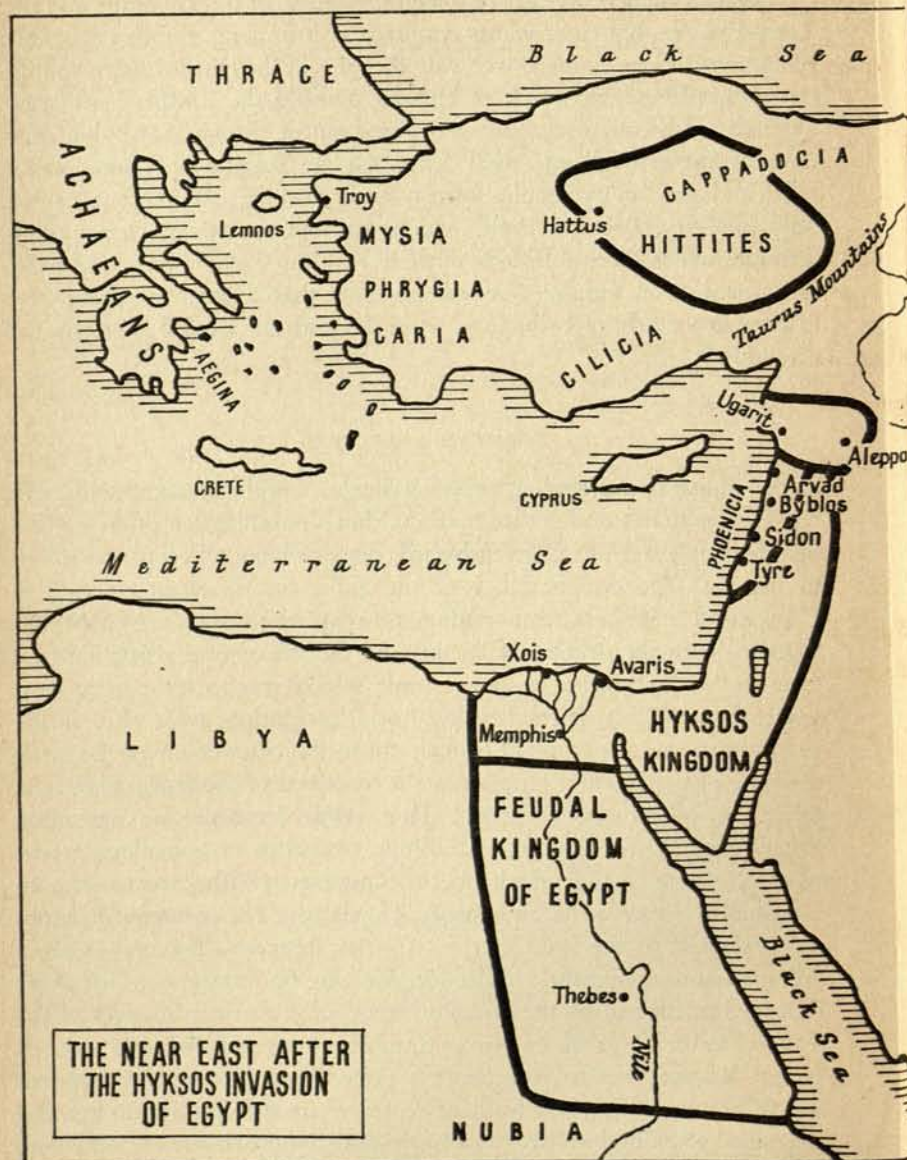 Black Sea
THRACE
ACHAEANS
Troy
Lemnos
MYSIA
PHRYGIA
CARIA
AEGINA
CAPPADOCIA
Hattus
HITTITES
Taurus Mountains
CILICIA
Ugarit
Aleppo
CRETE
CYPRUS
Arvad
Byblos
PHOENICIA
Sidon
Tyre
Mediterranean Sea
Xois
Avaris
LIBYA
Memphis
HYKSOS
KINGDOM
FEUDAL
KINGDOM
OF EGYPT
Black Sea
Thebes
Nile
THE NEAR EAST AFTER
THE HYKSOS INVASION
OF EGYPT
NUBIA